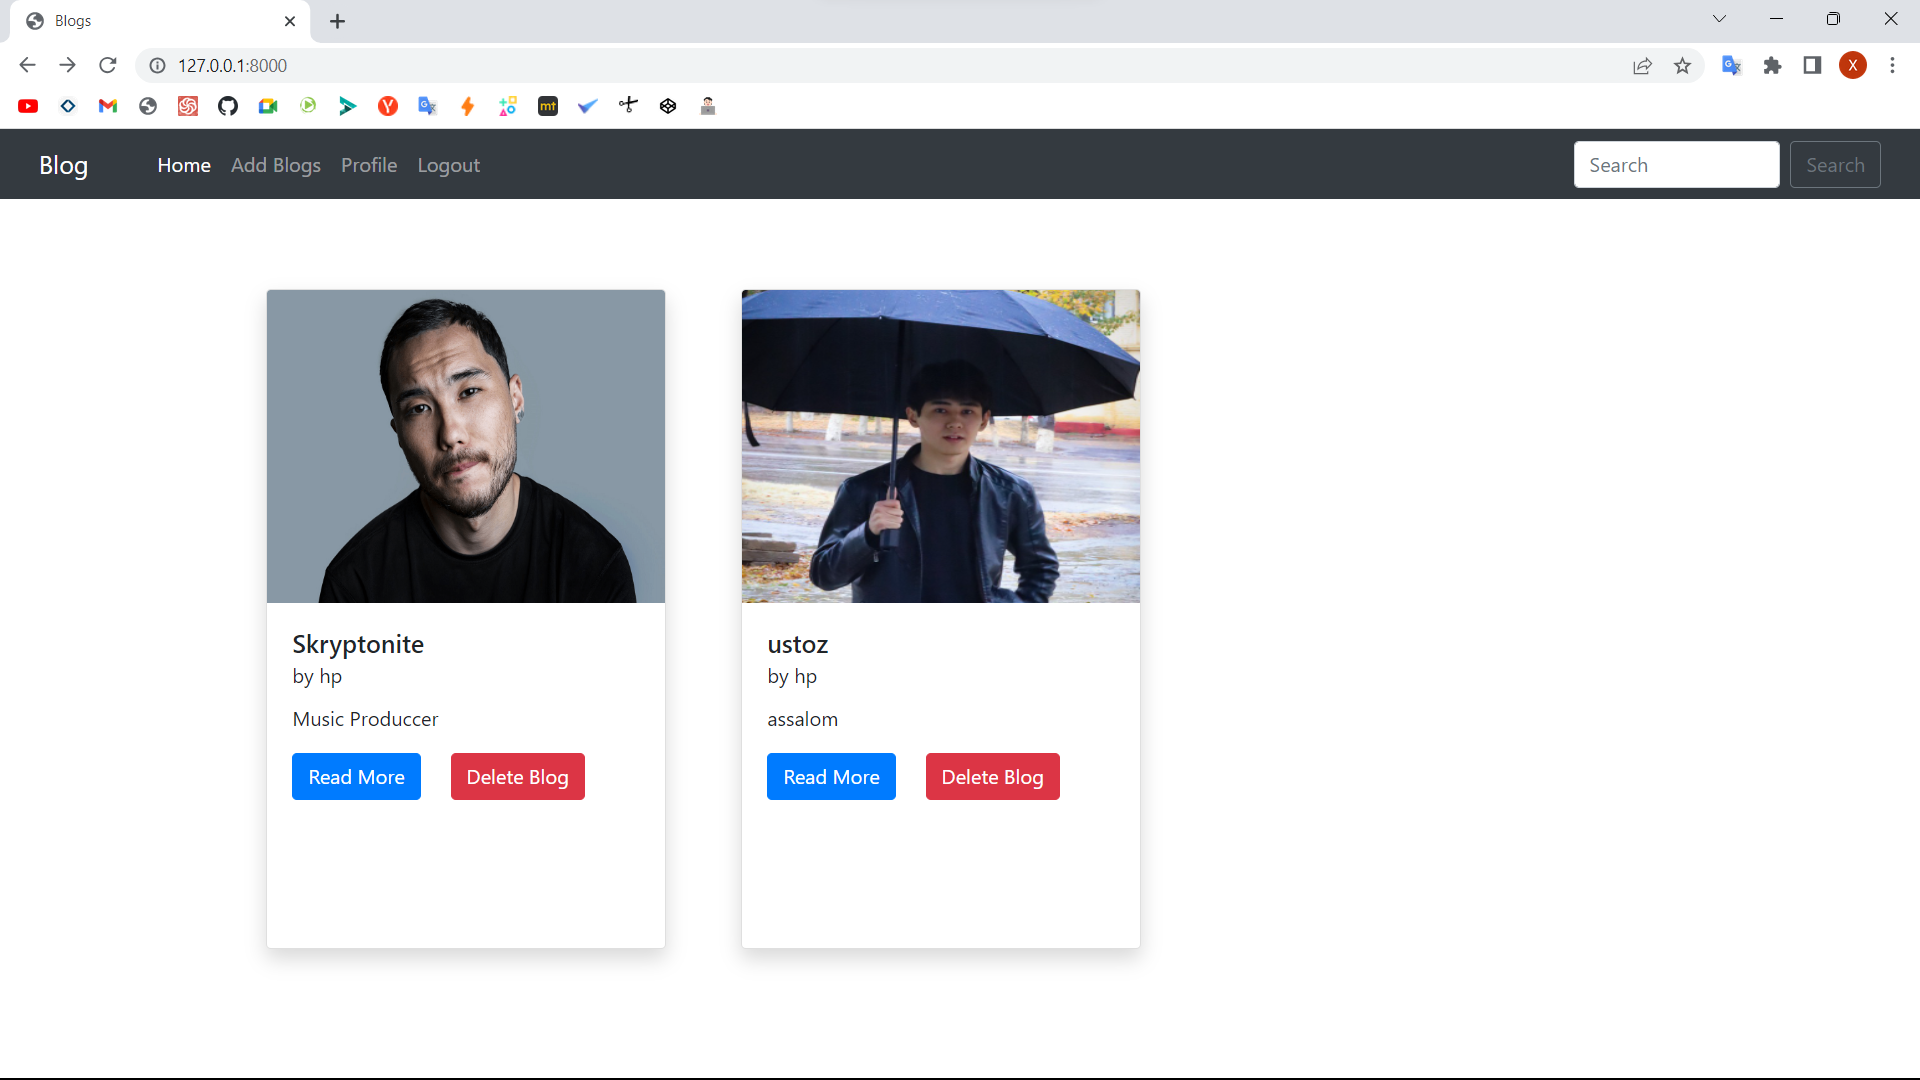 Blogs
127.0.0.1:8000
X
mt
Blog
Home Add Blogs Profile Logout
Search Search
Skryptonite
by hp
Music Produccer
Read More Delete Blog
ustoz
by hp
assalom
Read More Delete Blog